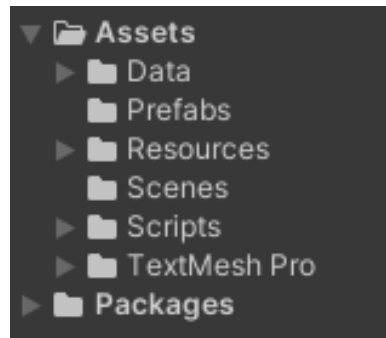 Assets
Data
Prefabs
Resources
Scenes
Scripts
TextMesh Pro
Packages